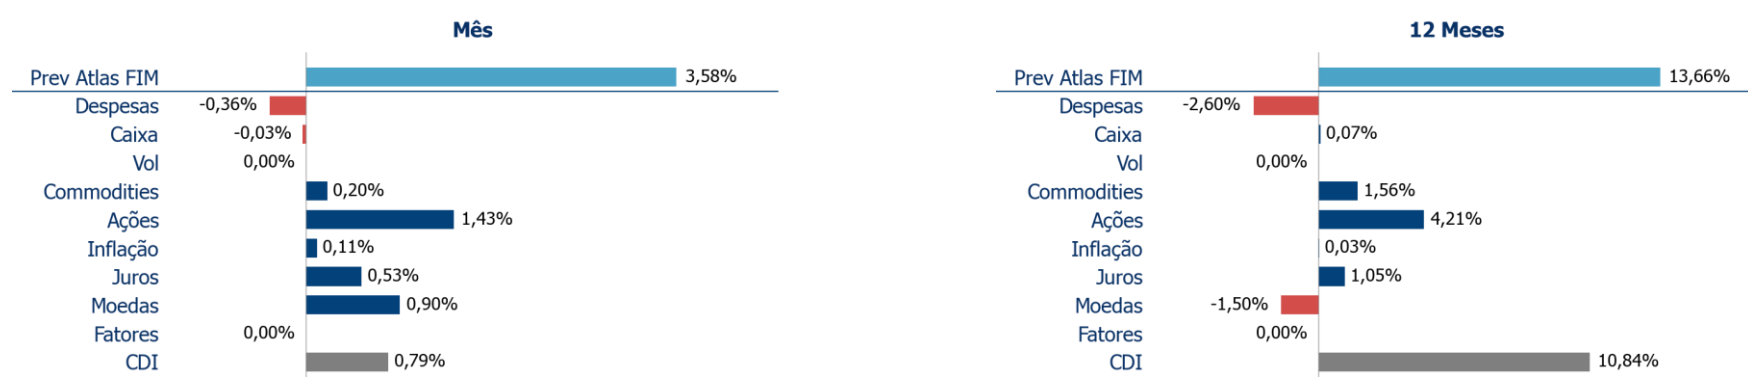 Mês
Prev Atlas FIM 3,58%
Despesas -0,36%
Caixa -0,03%
Vol 0,00%
Commodities 0,20%
Ações 1,43%
Inflação 0,11%
Juros 0,53%
Moedas 0,90%
Fatores 0,00%
CDI 0,79%
12 Meses
Prev Atlas FIM 13,66%
Despesas -2,60%
Caixa 0,07%
Vol 0,00%
Commodities 1,56%
Ações 4,21%
Inflação 0,03%
Juros 1,05%
Moedas -1,50%
Fatores 0,00%
CDI 10,84%